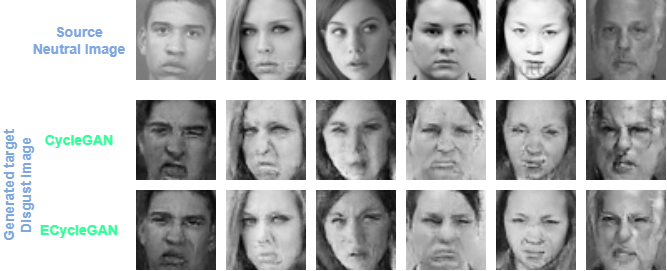 Source
Neutral Image
Generated target
Disgust Image
CycleGAN
ECycleGAN